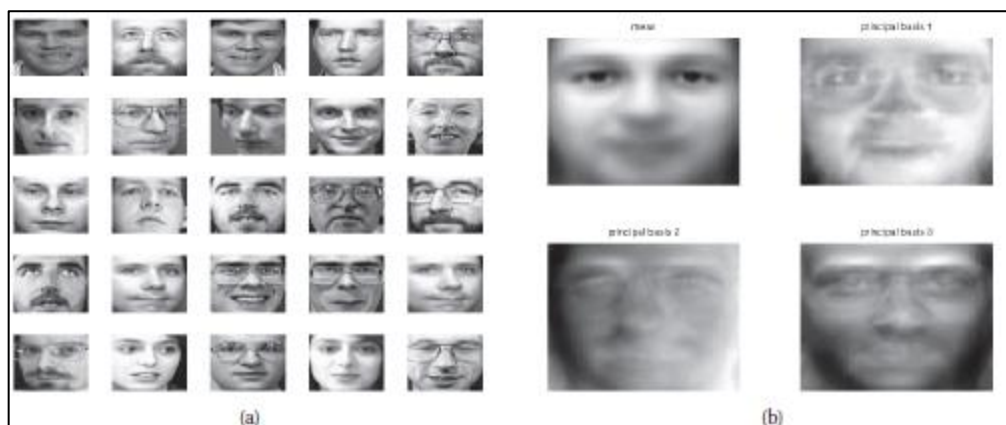 mean
principal basis 1
principal basis 2
principal basis 3
(a)
(b)